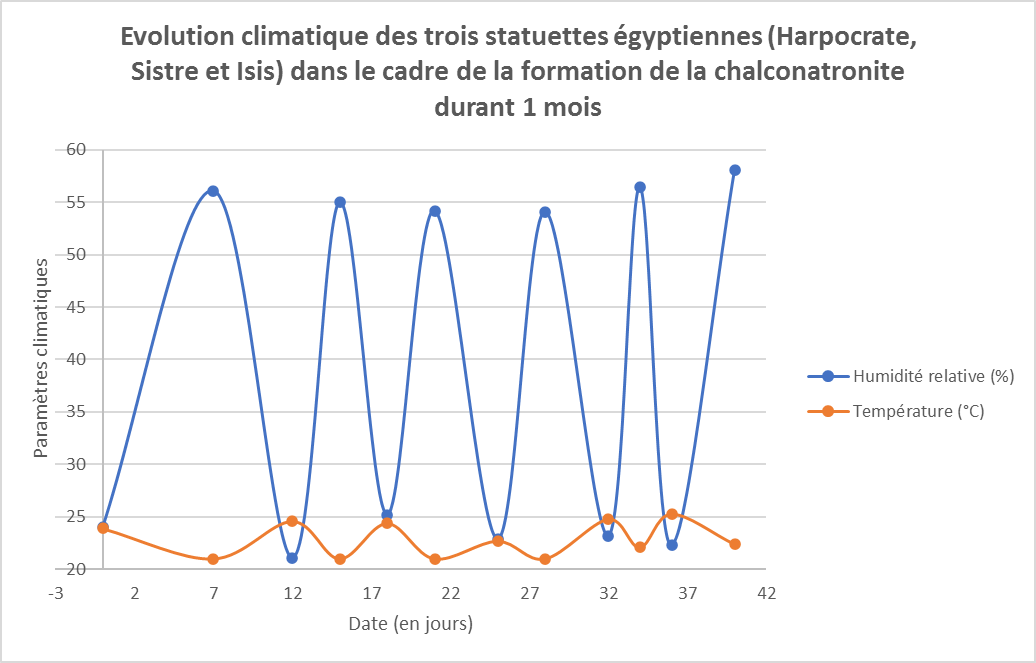 Evolution climatique des trois statuettes égyptiennes (Harpocrate,
Sistre et Isis) dans le cadre de la formation de la chalconatronite
durant 1 mois
60
55
50
45
40
35
30
25
20
Paramètres climatiques
-3 2 7 12 17 22 27 32 37 42
Date (en jours)
Humidité relative (%)
Température (°C)